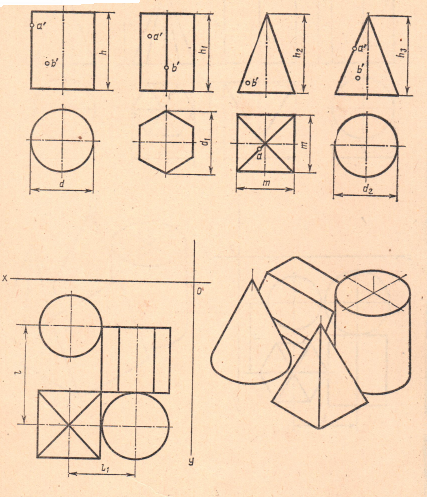 a' b' h
a' b' h₁
b' h₂
a' b" h₃
d
d₁
a m
m
d₂
x 0
l
l₁
y